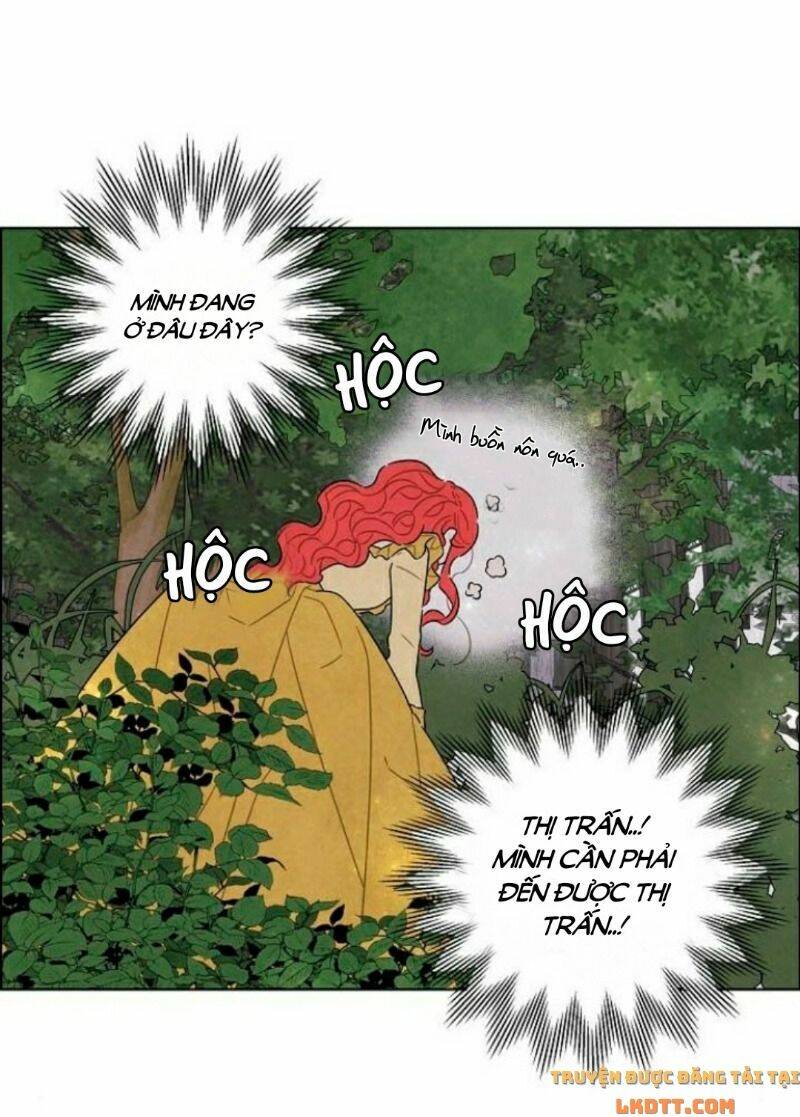 MÌNH ĐANG
Ở ĐÂU ĐÂY?
HỘC
Mình buồn nôn quá..
HỘC
HỘC
THỊ TRẤN..!
MÌNH CẦN PHẢI
ĐẾN ĐƯỢC THỊ
TRẤN..!
TRUYỆN ĐƯỢC ĐĂNG TẢI TẠI
LKDTT.COM